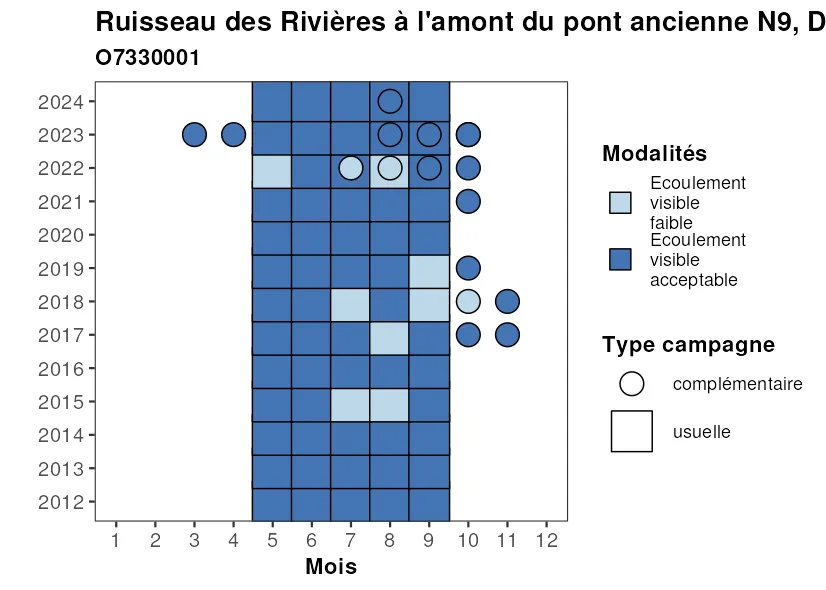 Ruisseau des Rivières à l'amont du pont ancienne N9, D
O7330001
2024
2023
2022
2021
2020
2019
2018
2017
2016
2015
2014
2013
2012
1 2 3 4 5 6 7 8 9 10 11 12
Mois
Modalités
Ecoulement
visible
faible
Ecoulement
visible
acceptable
Type campagne
complémentaire
usuelle